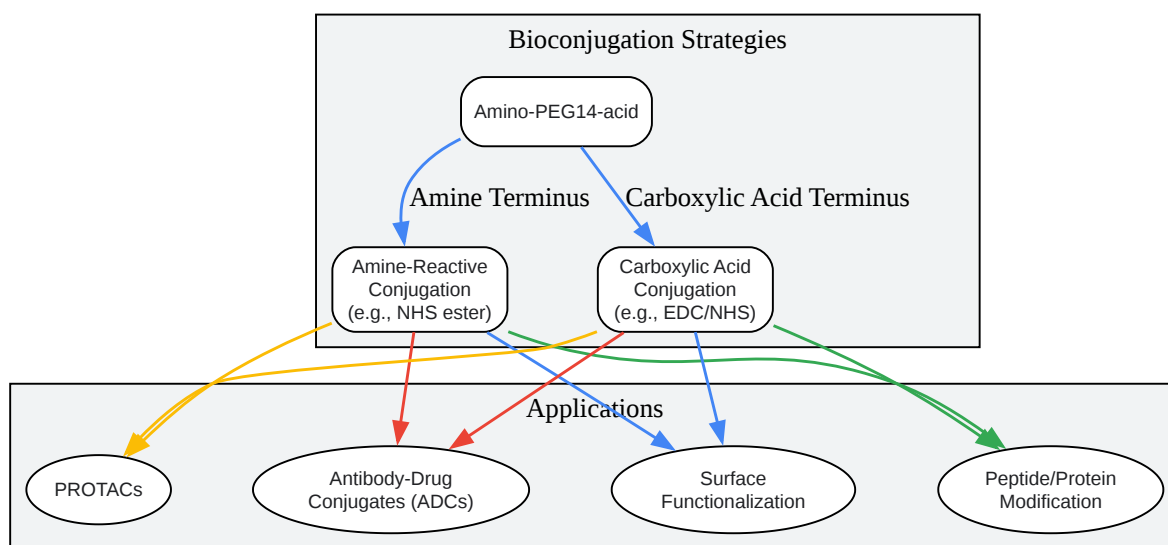 Bioconjugation Strategies
Amino-PEG14-acid
Amine Terminus
Carboxylic Acid Terminus
Amine-Reactive
Conjugation
(e.g., NHS ester)
Carboxylic Acid
Conjugation
(e.g., EDC/NHS)
Applications
PROTACs
Antibody-Drug
Conjugates (ADCs)
Surface
Functionalization
Peptide/Protein
Modification